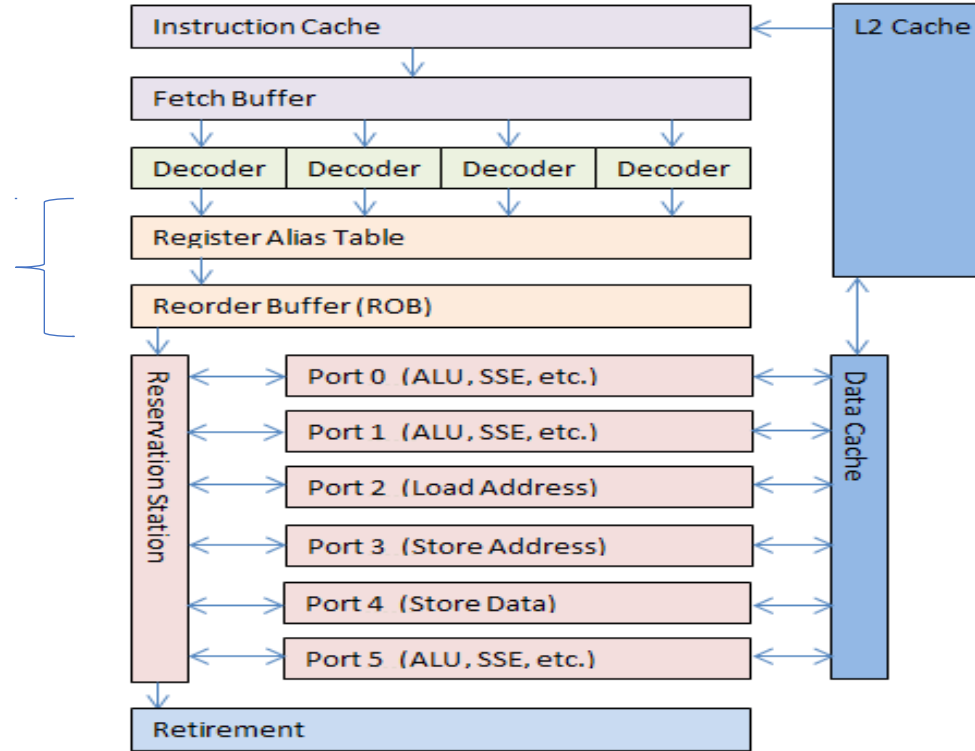 Instruction Cache
L2 Cache
Fetch Buffer
Decoder
Decoder
Decoder
Decoder
Register Alias Table
Reorder Buffer (ROB)
Reservation Station
Port 0 (ALU, SSE, etc.)
Port 1 (ALU, SSE, etc.)
Port 2 (Load Address)
Port 3 (Store Address)
Port 4 (Store Data)
Port 5 (ALU, SSE, etc.)
Data Cache
Retirement